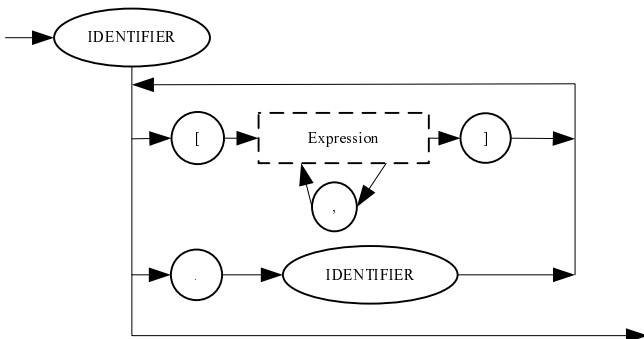 IDENTIFIER
[ Expression ]
,
. IDENTIFIER